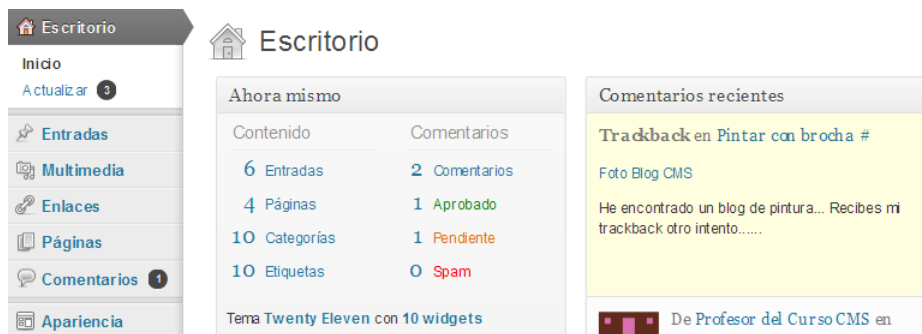 Escritorio
Inicio
Actualizar 3
Entradas
Multimedia
Enlaces
Páginas
Comentarios 1
Apariencia
Escritorio
Ahora mismo
Contenido
Comentarios
6 Entradas
2 Comentarios
4 Páginas
1 Aprobado
10 Categorías
1 Pendiente
10 Etiquetas
0 Spam
Tema Twenty Eleven con 10 widgets
Comentarios recientes
Trackback en Pintar con brocha #
Foto Blog CMS
He encontrado un blog de pintura... Recibes mi
trackback otro intento......
De Profesor del Curso CMS en